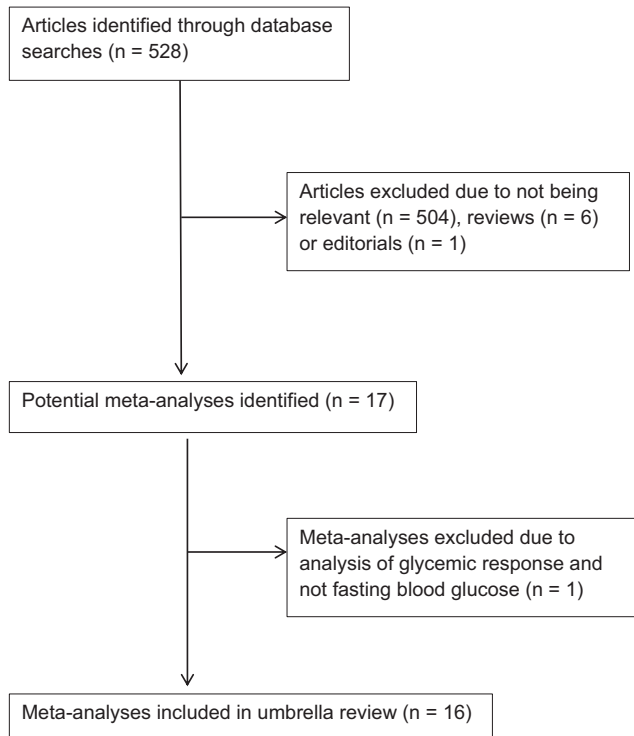 Articles identified through database
searches (n = 528)
Articles excluded due to not being
relevant (n = 504), reviews (n = 6)
or editorials (n = 1)
Potential meta-analyses identified (n = 17)
Meta-analyses excluded due to
analysis of glycemic response and
not fasting blood glucose (n = 1)
Meta-analyses included in umbrella review (n = 16)